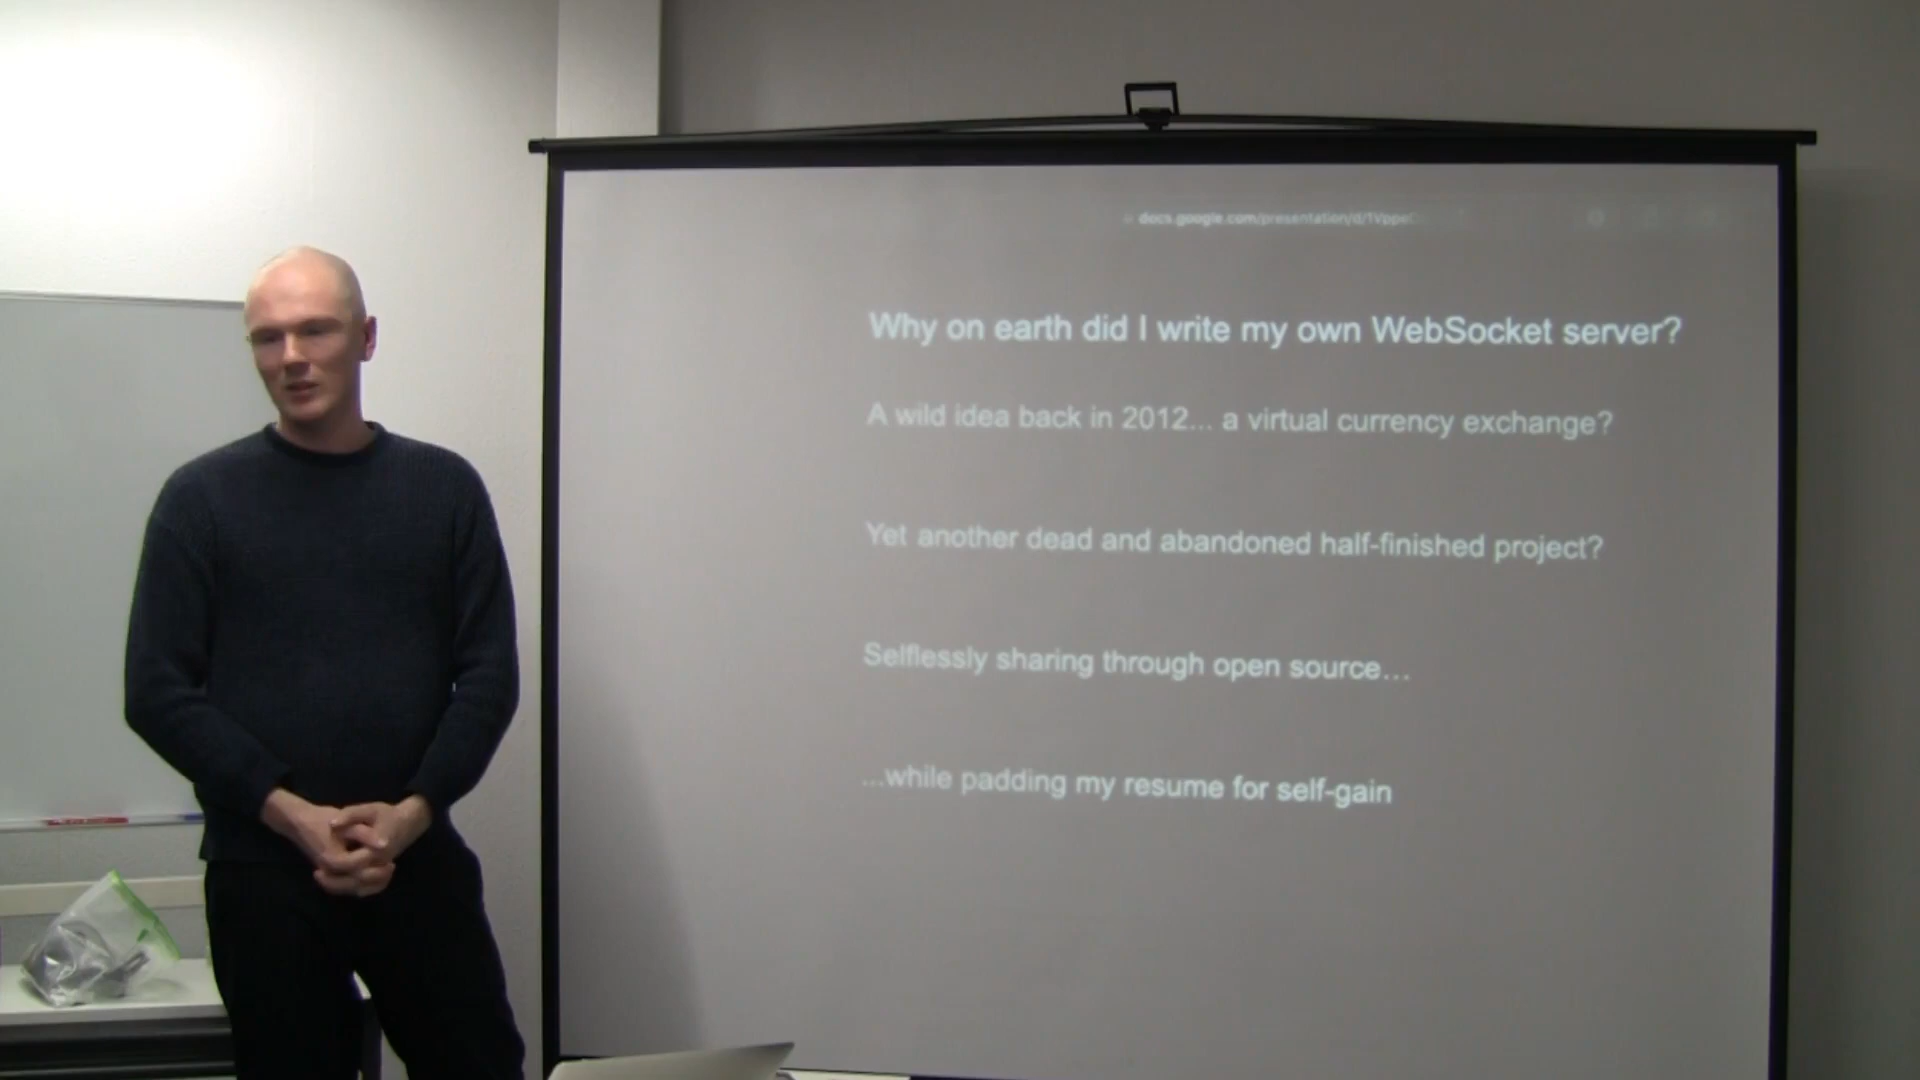 docs.google.com/presentation/d/1Vpp
Why on earth did I write my own WebSocket server?
A wild idea back in 2012... a virtual currency exchange?
Yet another dead and abandoned half-finished project?
Selflessly sharing through open source...
...while padding my resume for self-gain